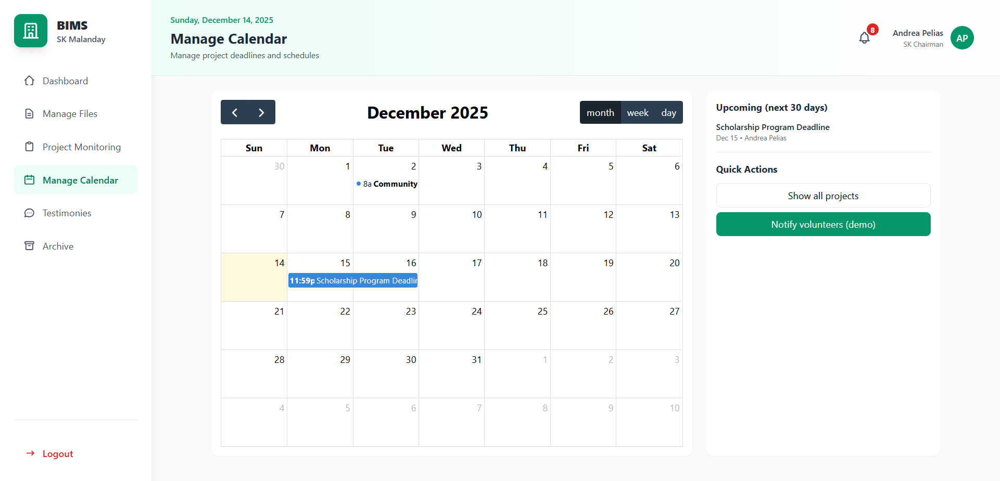 BIMS
SK Malanday
Dashboard
Manage Files
Project Monitoring
Manage Calendar
Testimonies
Archive
Logout
Sunday, December 14, 2025
Manage Calendar
Manage project deadlines and schedules
8
Andrea Pelias
SK Chairman
AP
December 2025
month week day
Sun Mon Tue Wed Thu Fri Sat
30 1 2 3 4 5 6
8a Community
7 8 9 10 11 12 13
14 15 16 17 18 19 20
11:59p Scholarship Program Deadlin
21 22 23 24 25 26 27
28 29 30 31 1 2 3
4 5 6 7 8 9 10
Upcoming (next 30 days)
Scholarship Program Deadline
Dec 15 • Andrea Pelias
Quick Actions
Show all projects
Notify volunteers (demo)